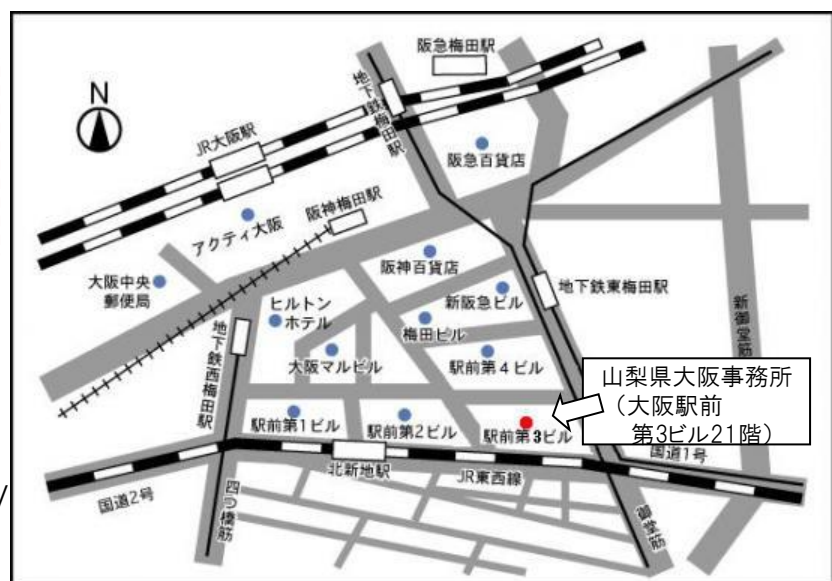 阪急梅田駅
N
地下鉄梅田駅
JR大阪駅
阪急百貨店
阪神梅田駅
アクティ大阪
阪神百貨店
大阪中央
郵便局
地下鉄東梅田駅
新阪急ビル
ヒルトン
ホテル
梅田ビル
新御堂筋
地下鉄西梅田駅
大阪マルビル
駅前第4ビル
山梨県大阪事務所
(大阪駅前
第3ビル21階)
駅前第1ビル
駅前第2ビル
駅前第3ビル
国道1号
北新地駅
JR東西線
国道2号
四つ橋筋
御堂筋